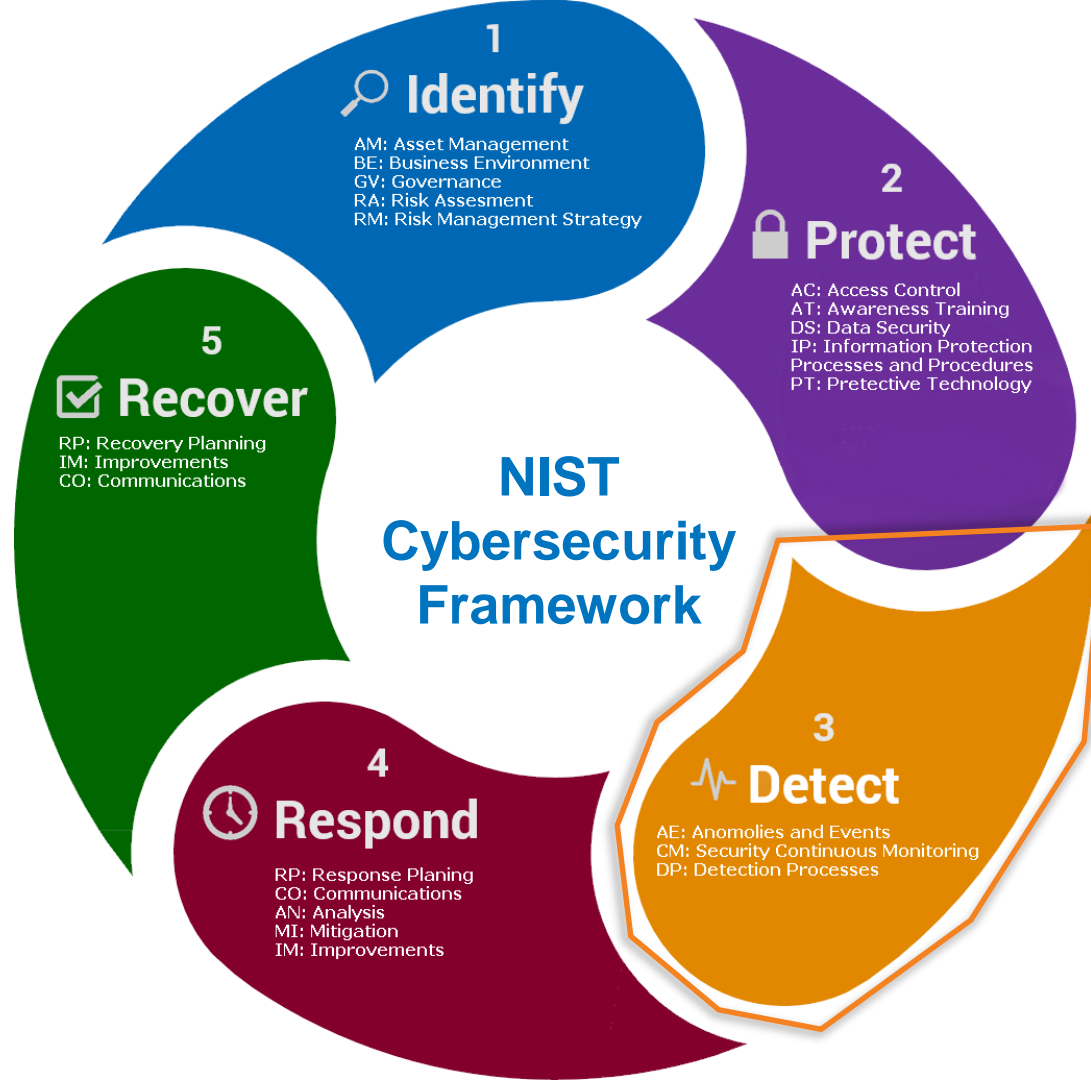 1
Identify
AM: Asset Management
BE: Business Environment
GV: Governance
RA: Risk Assesment
RM: Risk Management Strategy
2
Protect
AC: Access Control
AT: Awareness Training
DS: Data Security
IP: Information Protection
Processes and Procedures
PT: Pretective Technology
5
Recover
RP: Recovery Planning
IM: Improvements
CO: Communications
NIST
Cybersecurity
Framework
3
Detect
AE: Anomolies and Events
CM: Security Continuous Monitoring
DP: Detection Processes
4
Respond
RP: Response Planing
CO: Communications
AN: Analysis
MI: Mitigation
IM: Improvements